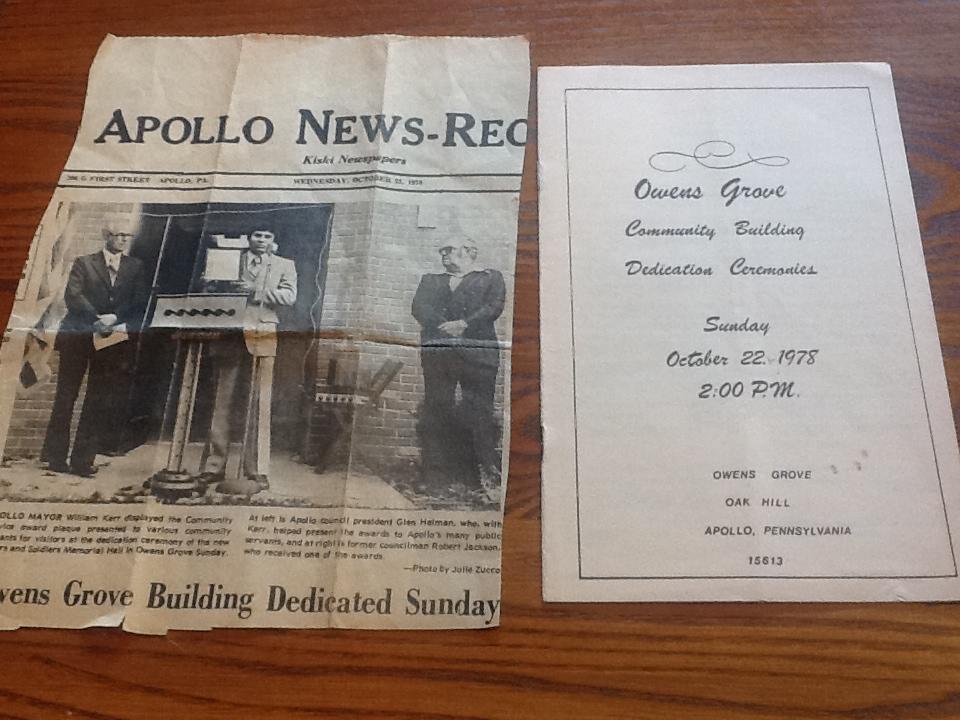 APOLLO NEWS-REC
Kiski Newspapers
FIRST STREET APOLLO, PA.
WEDNESDAY, OCTOBER 25, 1978
OLLO MAYOR William Kerr displayed the Community
vice award plaque presented to various community
ants for visitors at the dedication ceremony of the new
rs and Soldiers Memorial Hall in Owens Grove Sunday.
At left is Apollo council president Glen Helman, who, with
Kerr, helped present the awards to Apollo's many public
servants, and at right is former councilman Robert Jackson,
who received one of the awards.
—Photo by Julie Zucco
wens Grove Building Dedicated Sunday
Owens Grove
Community Building
Dedication Ceremonies
Sunday
October 22, 1978
2:00 P.M.
OWENS GROVE
OAK HILL
APOLLO, PENNSYLVANIA
15613